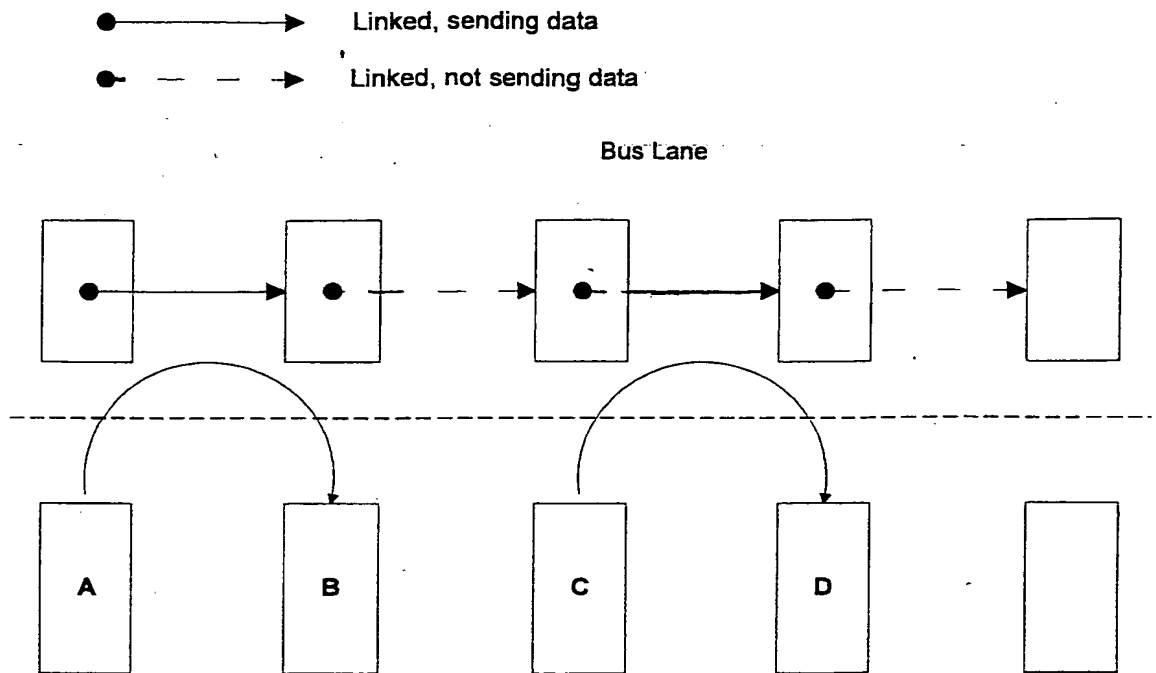 Linked, sending data
Linked, not sending data
Bus Lane
A B C D